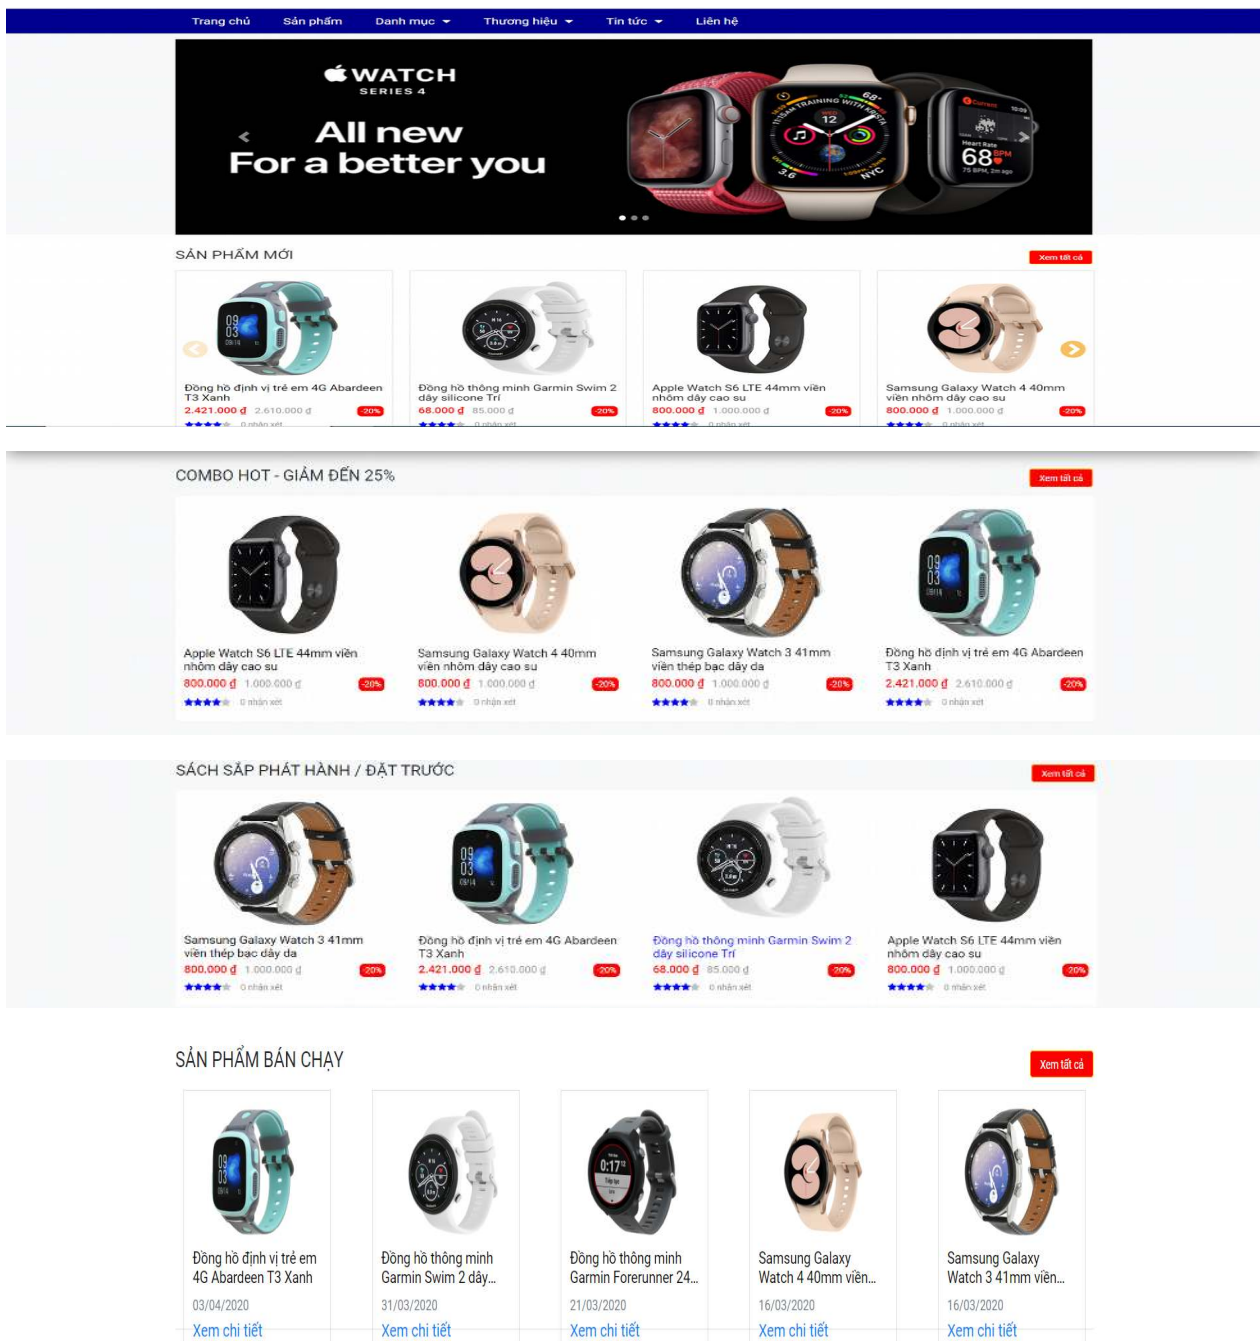 Trang chủ Sản phẩm Danh mục Thương hiệu Tin tức Liên hệ
WATCH
SERIES 4
All new
For a better you
SẢN PHẨM MỚI Xem tất cả
Đồng hồ định vị trẻ em 4G Abardeen
T3 Xanh
2.421.000 ₫ 2.610.000 ₫ -20%
0 nhận xét
Đồng hồ thông minh Garmin Swim 2
dây silicone Trí
68.000 ₫ 85.000 ₫ -20%
0 nhận xét
Apple Watch S6 LTE 44mm viền
nhôm dây cao su
800.000 ₫ 1.000.000 ₫ -20%
0 nhận xét
Samsung Galaxy Watch 4 40mm
viền nhôm dây cao su
800.000 ₫ 1.000.000 ₫ -20%
0 nhận xét
COMBO HOT - GIẢM ĐẾN 25% Xem tất cả
Apple Watch S6 LTE 44mm viền
nhôm dây cao su
800.000 ₫ 1.000.000 ₫ -20%
0 nhận xét
Samsung Galaxy Watch 4 40mm
viền nhôm dây cao su
800.000 ₫ 1.000.000 ₫ -20%
0 nhận xét
Samsung Galaxy Watch 3 41mm
viền thép bạc dây da
800.000 ₫ 1.000.000 ₫ -20%
0 nhận xét
Đồng hồ định vị trẻ em 4G Abardeen
T3 Xanh
2.421.000 ₫ 2.610.000 ₫ -20%
0 nhận xét
SÁCH SẮP PHÁT HÀNH / ĐẶT TRƯỚC Xem tất cả
Samsung Galaxy Watch 3 41mm
viền thép bạc dây da
800.000 ₫ 1.000.000 ₫ -20%
0 nhận xét
Đồng hồ định vị trẻ em 4G Abardeen
T3 Xanh
2.421.000 ₫ 2.610.000 ₫ -20%
0 nhận xét
Đồng hồ thông minh Garmin Swim 2
dây silicone Trí
68.000 ₫ 85.000 ₫ -20%
0 nhận xét
Apple Watch S6 LTE 44mm viền
nhôm dây cao su
800.000 ₫ 1.000.000 ₫ -20%
0 nhận xét
SẢN PHẨM BÁN CHẠY Xem tất cả
Đồng hồ định vị trẻ em
4G Abardeen T3 Xanh
03/04/2020
Xem chi tiết
Đồng hồ thông minh
Garmin Swim 2 dây...
31/03/2020
Xem chi tiết
Đồng hồ thông minh
Garmin Forerunner 24...
21/03/2020
Xem chi tiết
Samsung Galaxy
Watch 4 40mm viền...
16/03/2020
Xem chi tiết
Samsung Galaxy
Watch 3 41mm viền...
16/03/2020
Xem chi tiết